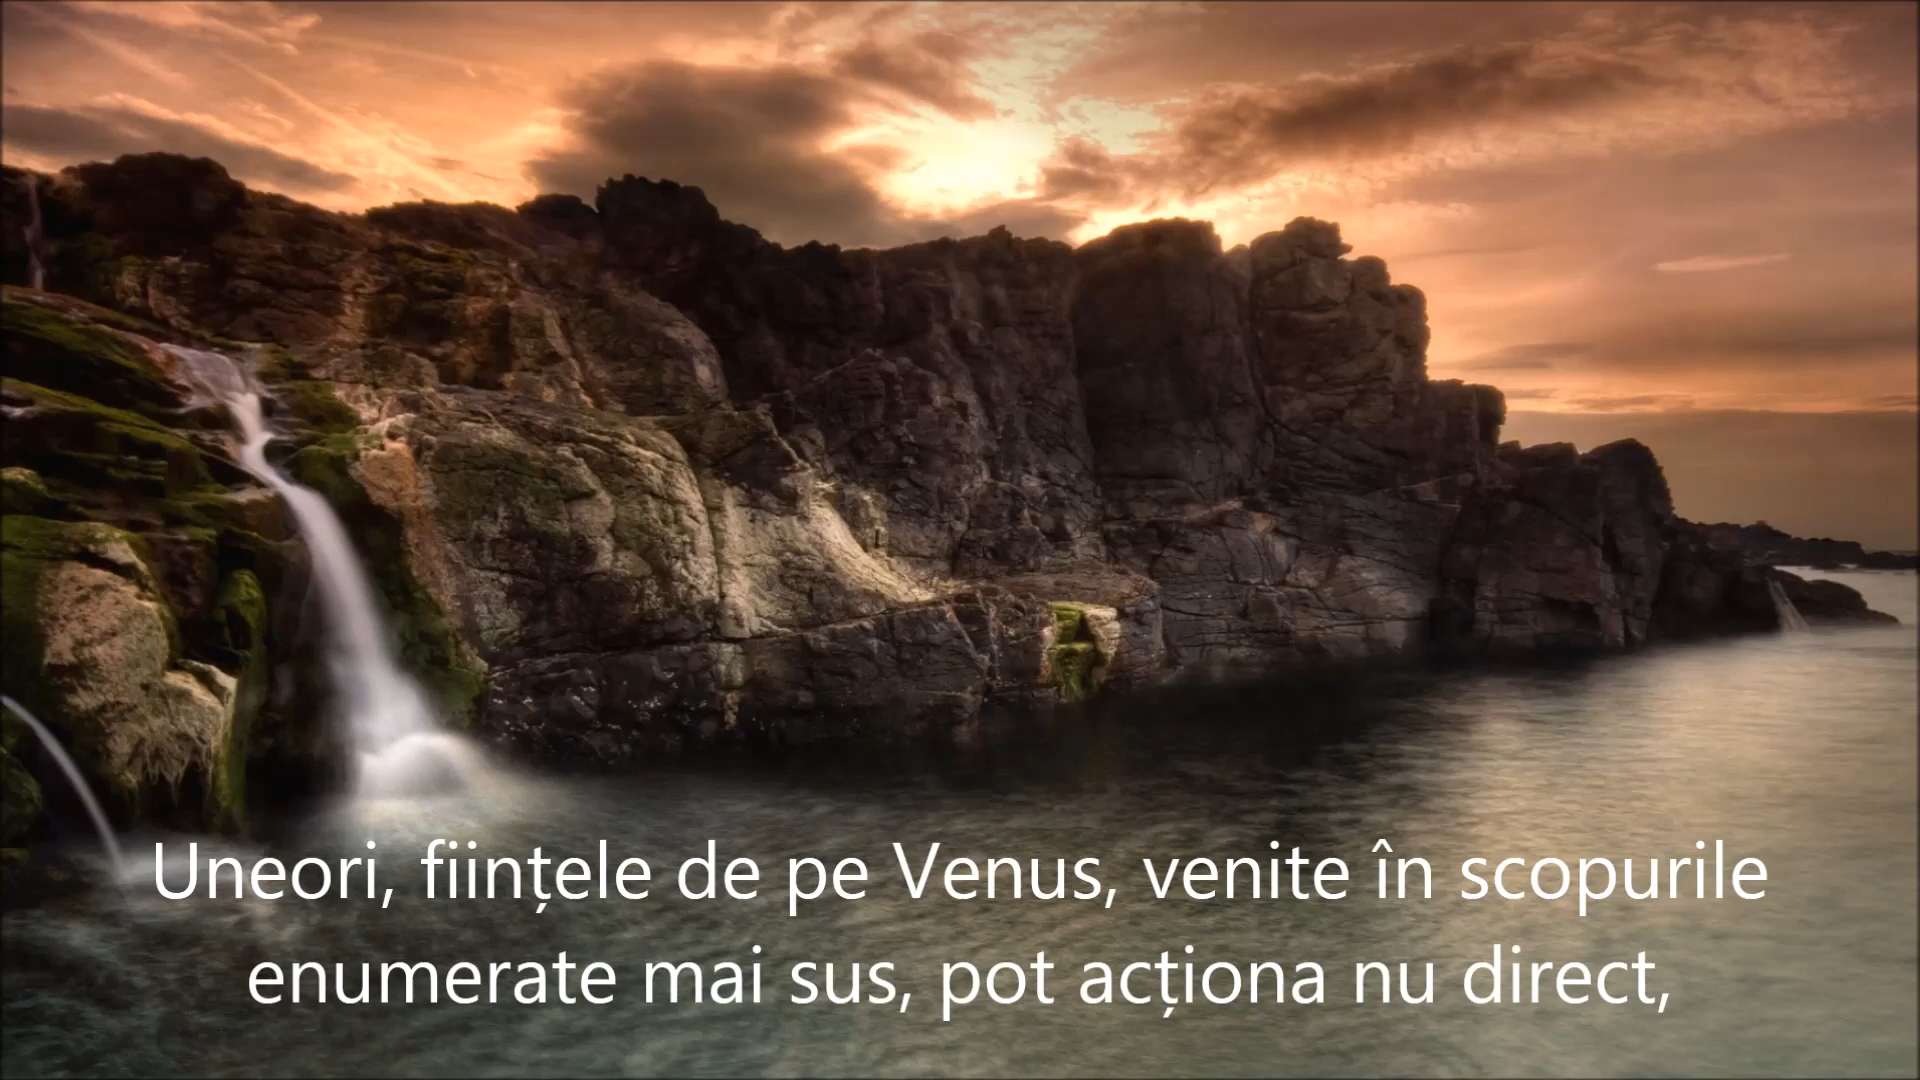 Uneori, ființele de pe Venus, venite în scopurile
enumerate mai sus, pot acționa nu direct,